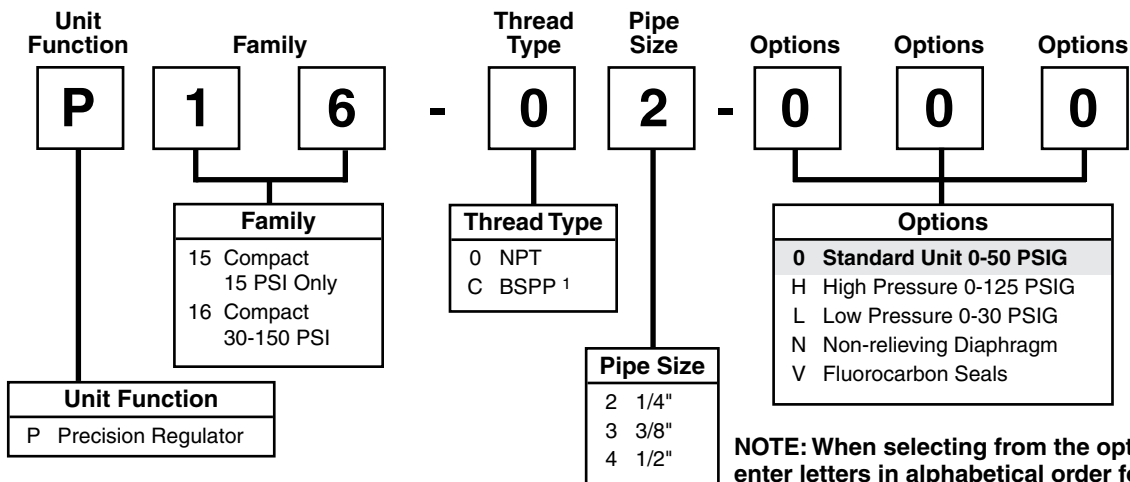 Unit Function
Family
Thread Type
Pipe Size
Options
Options
Options
P 1 6 - 0 2 - 0 0 0
Family
15 Compact
15 PSI Only
16 Compact
30-150 PSI
Thread Type
0 NPT
C BSPP 1
Options
0 Standard Unit 0-50 PSIG
H High Pressure 0-125 PSIG
L Low Pressure 0-30 PSIG
N Non-relieving Diaphragm
V Fluorocarbon Seals
Unit Function
P Precision Regulator
Pipe Size
2 1/4"
3 3/8"
4 1/2"
NOTE: When selecting from the
enter letters in alphabetical order